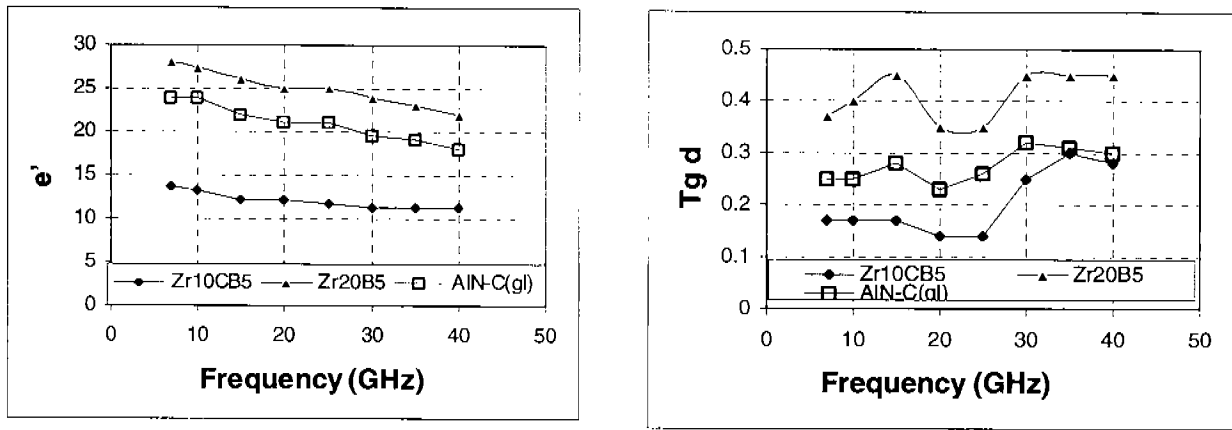 30
25
20
15
10
5
0
e'
Zr10CB5 Zr20B5 AlN-C(gl)
0 10 20 30 40 50
Frequency (GHz)
0.5
0.4
0.3
0.2
0.1
0
Tg d
Zr10CB5 Zr20B5
AlN-C(gl)
0 10 20 30 40 50
Frequency (GHz)